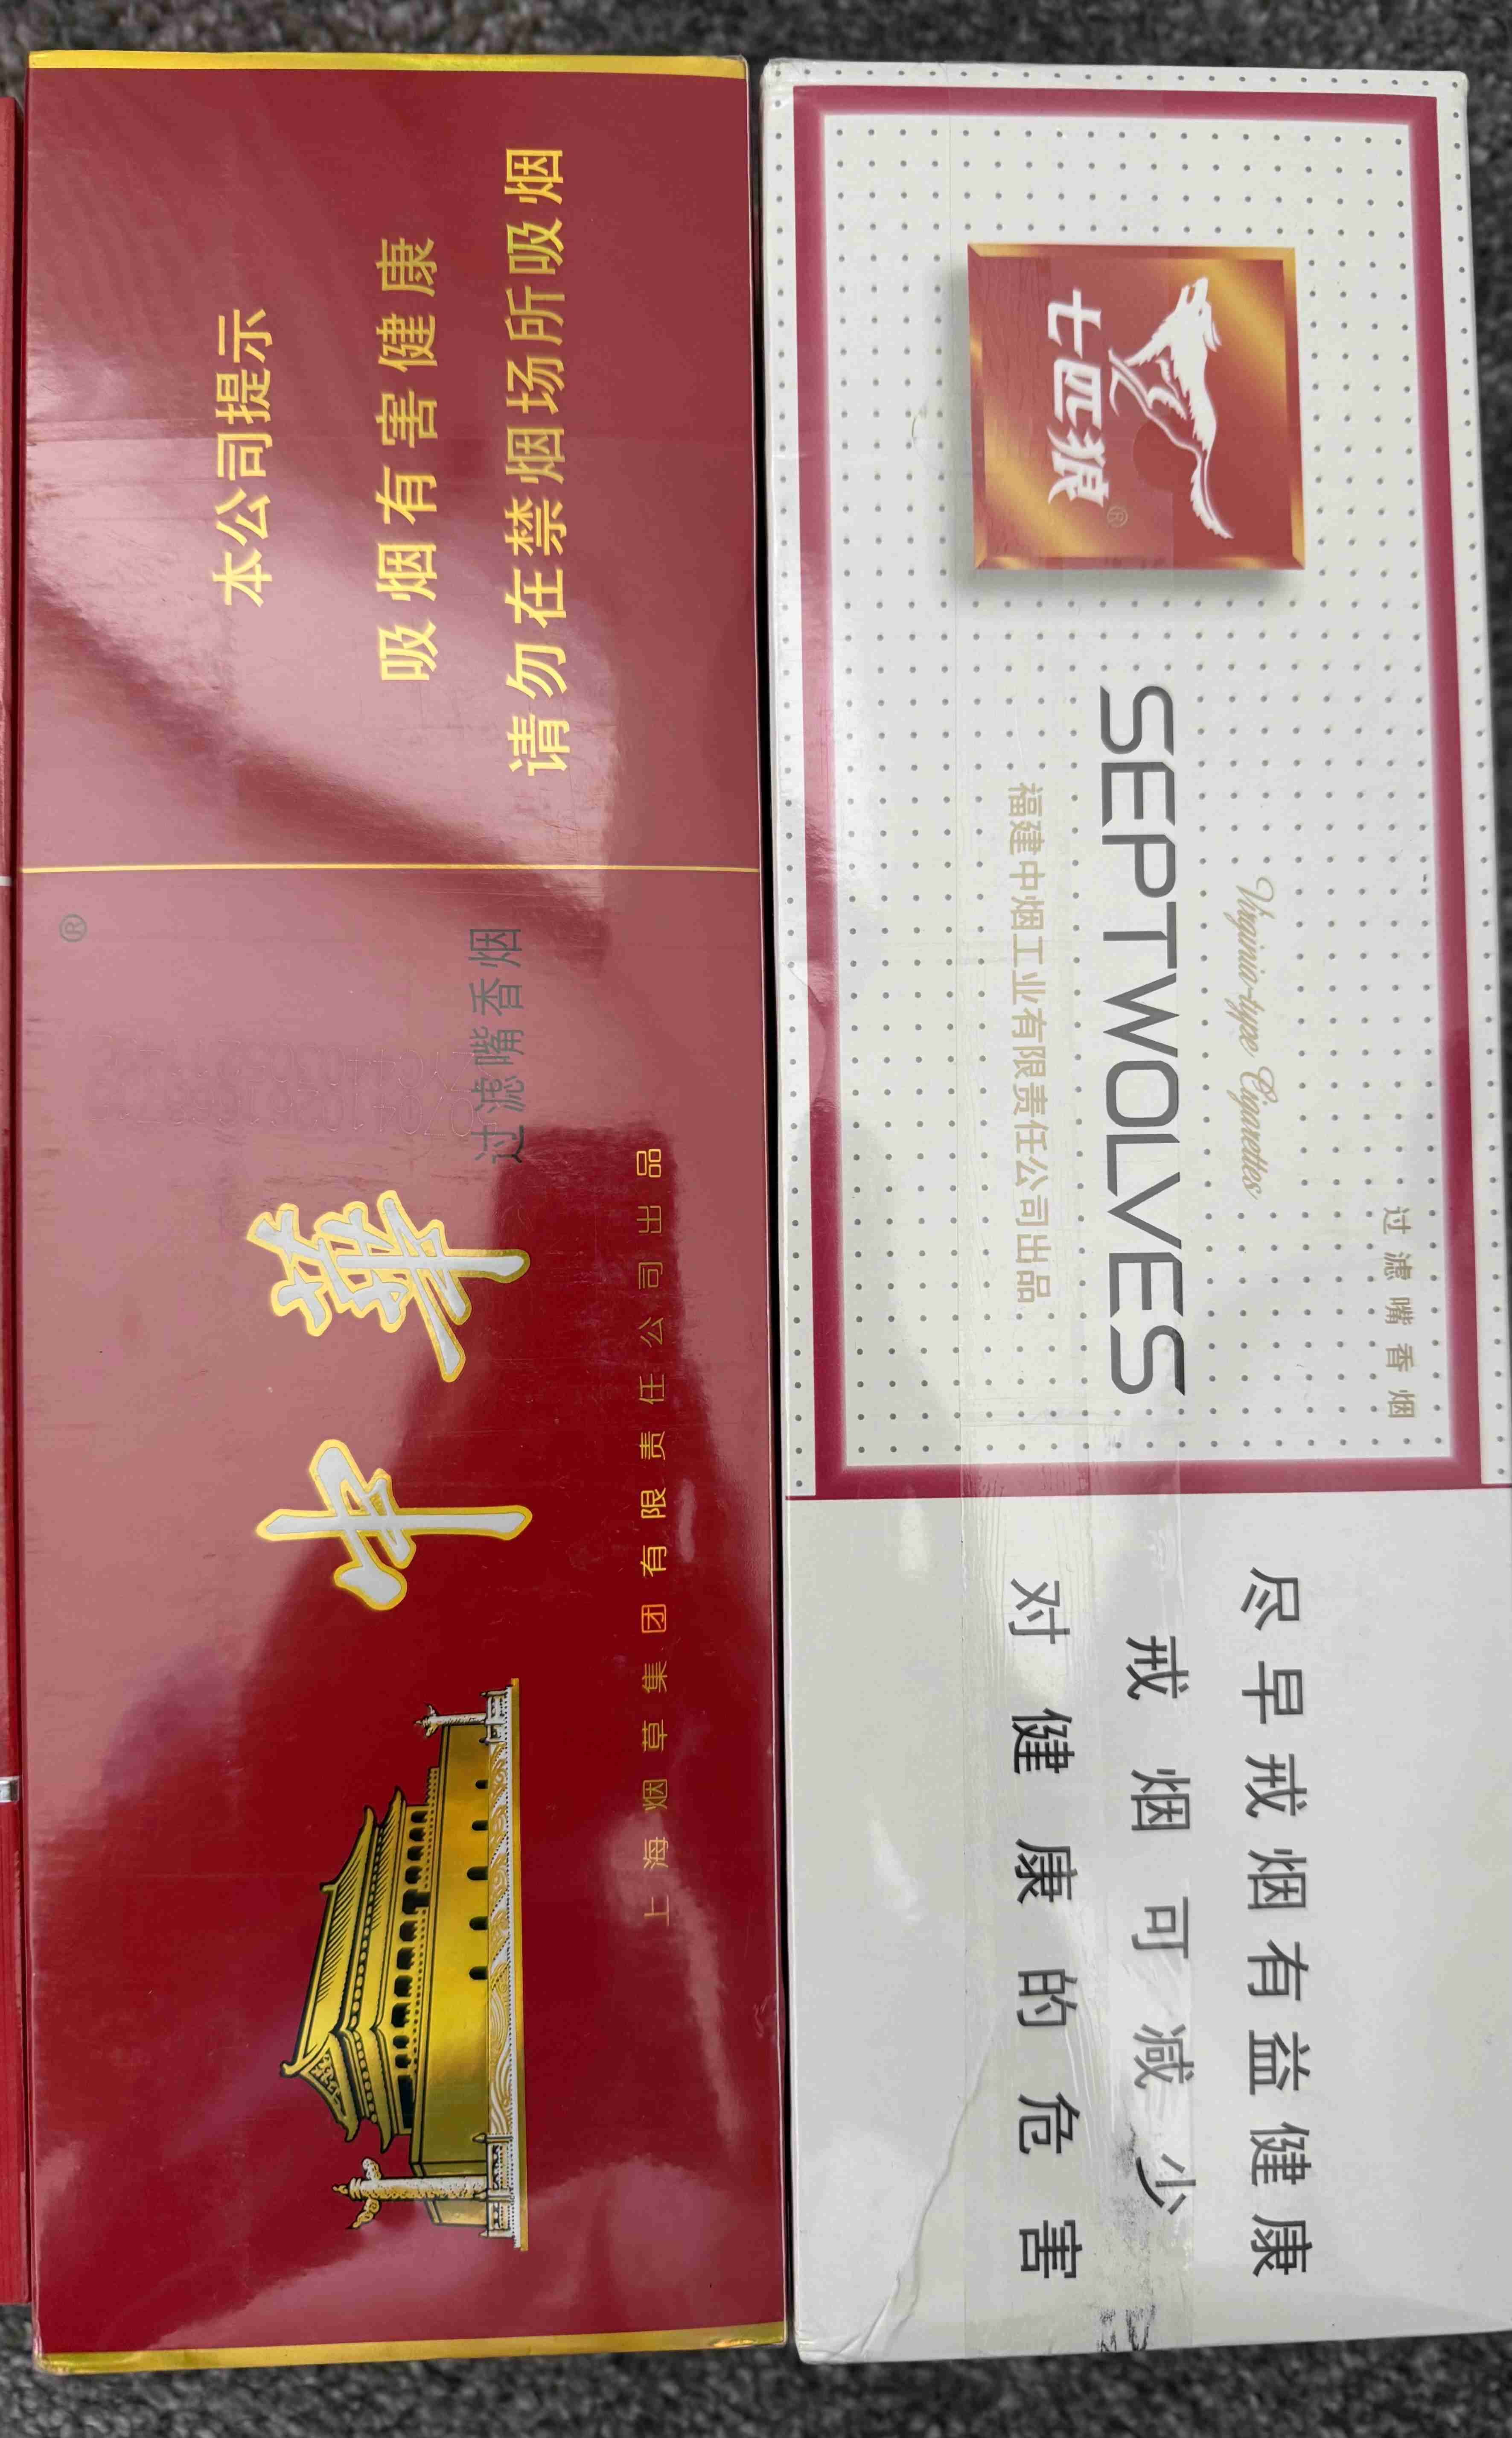 本公司提示
吸烟有害健康
请勿在禁烟场所吸烟
®
中華
过滤嘴香烟
上海烟草集团有限责任公司出品
七匹狼®
过滤嘴香烟
Virginia-type Cigarettes
SEPTWOLVES
福建中烟工业有限责任公司出品
尽早戒烟有益健康
戒烟可减少
对健康的危害